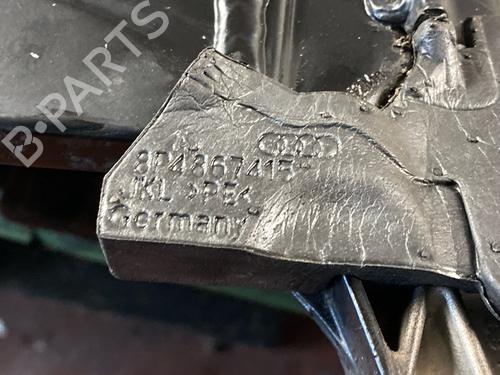 B-PARTS
8P4867415
JKL >PE<
Germany